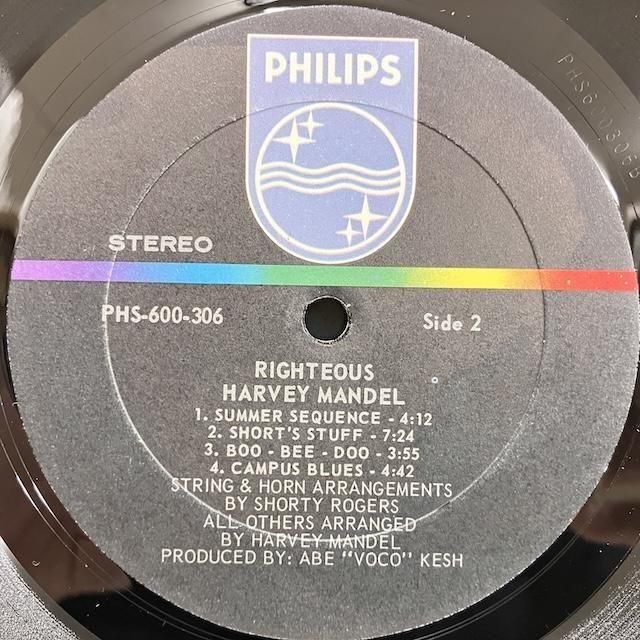 PHILIPS
PHS600306B
STEREO
PHS-600-306
Side 2
RIGHTEOUS
HARVEY MANDEL
1. SUMMER SEQUENCE - 4:12
2. SHORT'S STUFF - 7:24
3. BOO - BEE - DOO - 3:55
4. CAMPUS BLUES - 4:42
STRING & HORN ARRANGEMENTS
BY SHORTY ROGERS
ALL OTHERS ARRANGED
BY HARVEY MANDEL
PRODUCED BY: ABE "VOCO" KESH